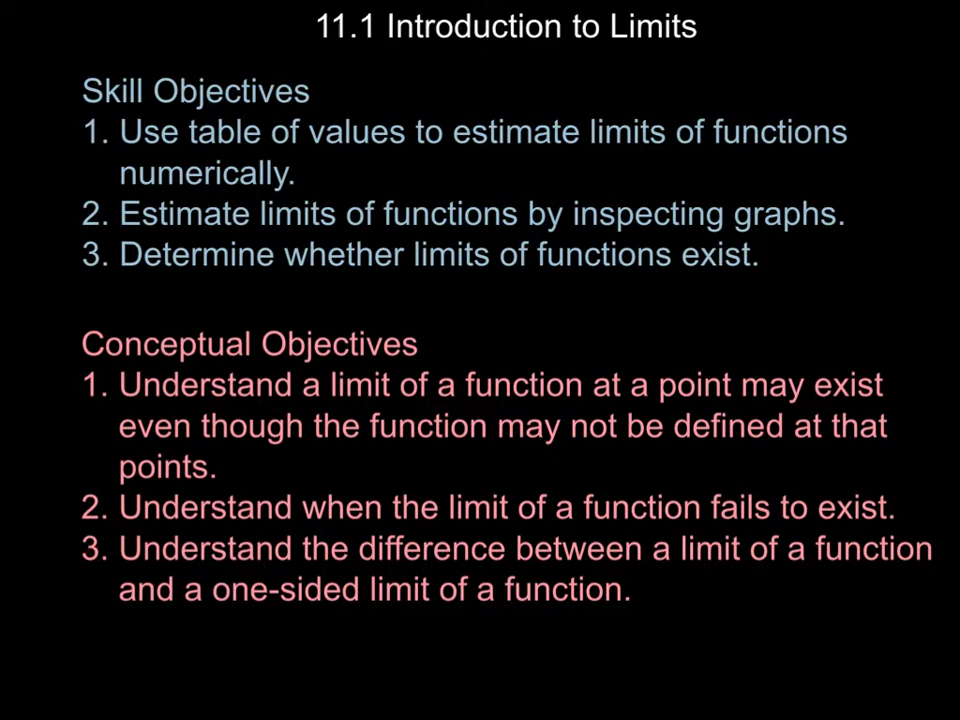 11.1 Introduction to Limits
Skill Objectives
1. Use table of values to estimate limits of functions
numerically.
2. Estimate limits of functions by inspecting graphs.
3. Determine whether limits of functions exist.
Conceptual Objectives
1. Understand a limit of a function at a point may exist
even though the function may not be defined at that
points.
2. Understand when the limit of a function fails to exist.
3. Understand the difference between a limit of a function
and a one-sided limit of a function.